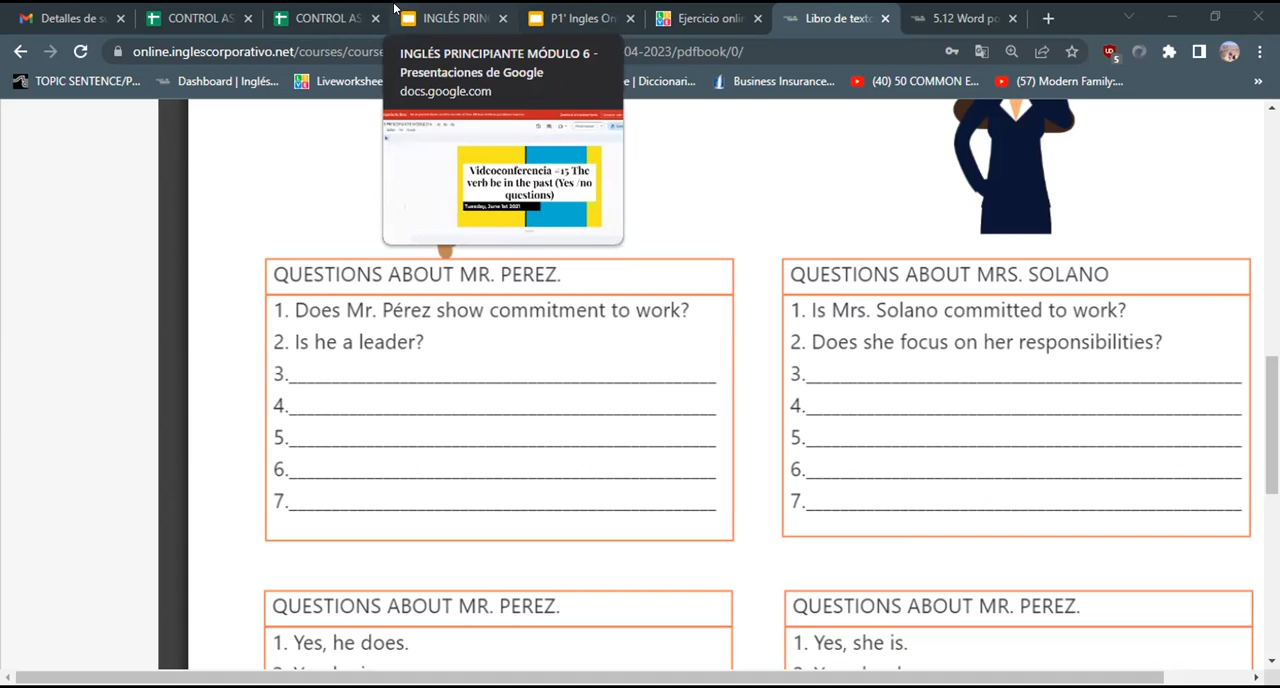 Detalles de su
CONTROL AS
CONTROL AS
INGLÉS PRIN
P1' Ingles On
Ejercicio onli
Libro de texto
5.12 Word po
online.inglescorporativo.net/courses/course
04-2023/pdfbook/0/
TOPIC SENTENCE/P...
Dashboard | Inglés...
Liveworkshe
| Diccionari...
Business Insurance...
(40) 50 COMMON E...
(57) Modern Family:...
INGLÉS PRINCIPIANTE MÓDULO 6 -
Presentaciones de Google
docs.google.com
Videoconferencia #15 The
verb be in the past (Yes /no
questions)
Tuesday, June 1st 2021
QUESTIONS ABOUT MR. PEREZ.
1. Does Mr. Pérez show commitment to work?
2. Is he a leader?
3.
4.
5.
6.
7.
QUESTIONS ABOUT MRS. SOLANO
1. Is Mrs. Solano committed to work?
2. Does she focus on her responsibilities?
3.
4.
5.
6.
7.
QUESTIONS ABOUT MR. PEREZ.
1. Yes, he does.
QUESTIONS ABOUT MR. PEREZ.
1. Yes, she is.